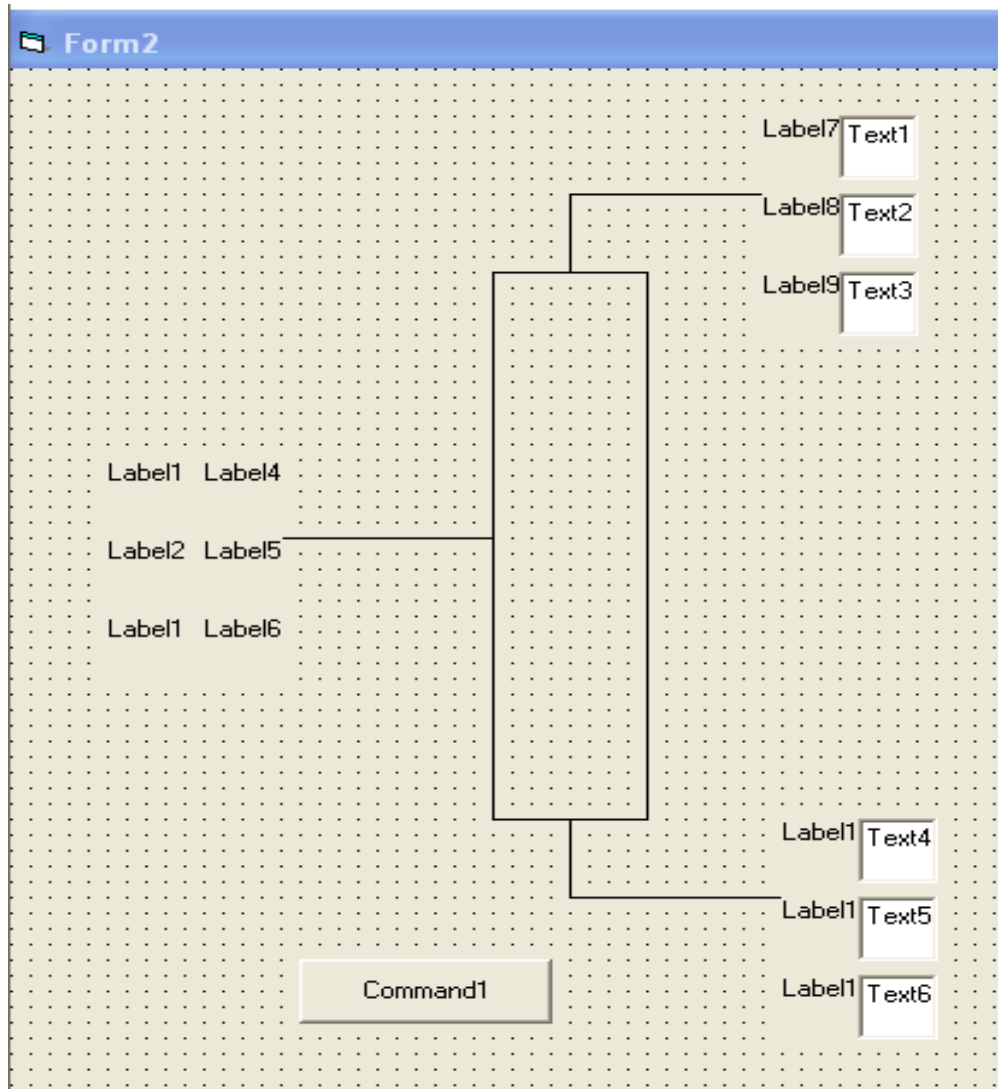 Form2
Label7 Text1
Label8 Text2
Label9 Text3
Label1 Label4
Label2 Label5
Label1 Label6
Label1 Text4
Label1 Text5
Command1
Label1 Text6